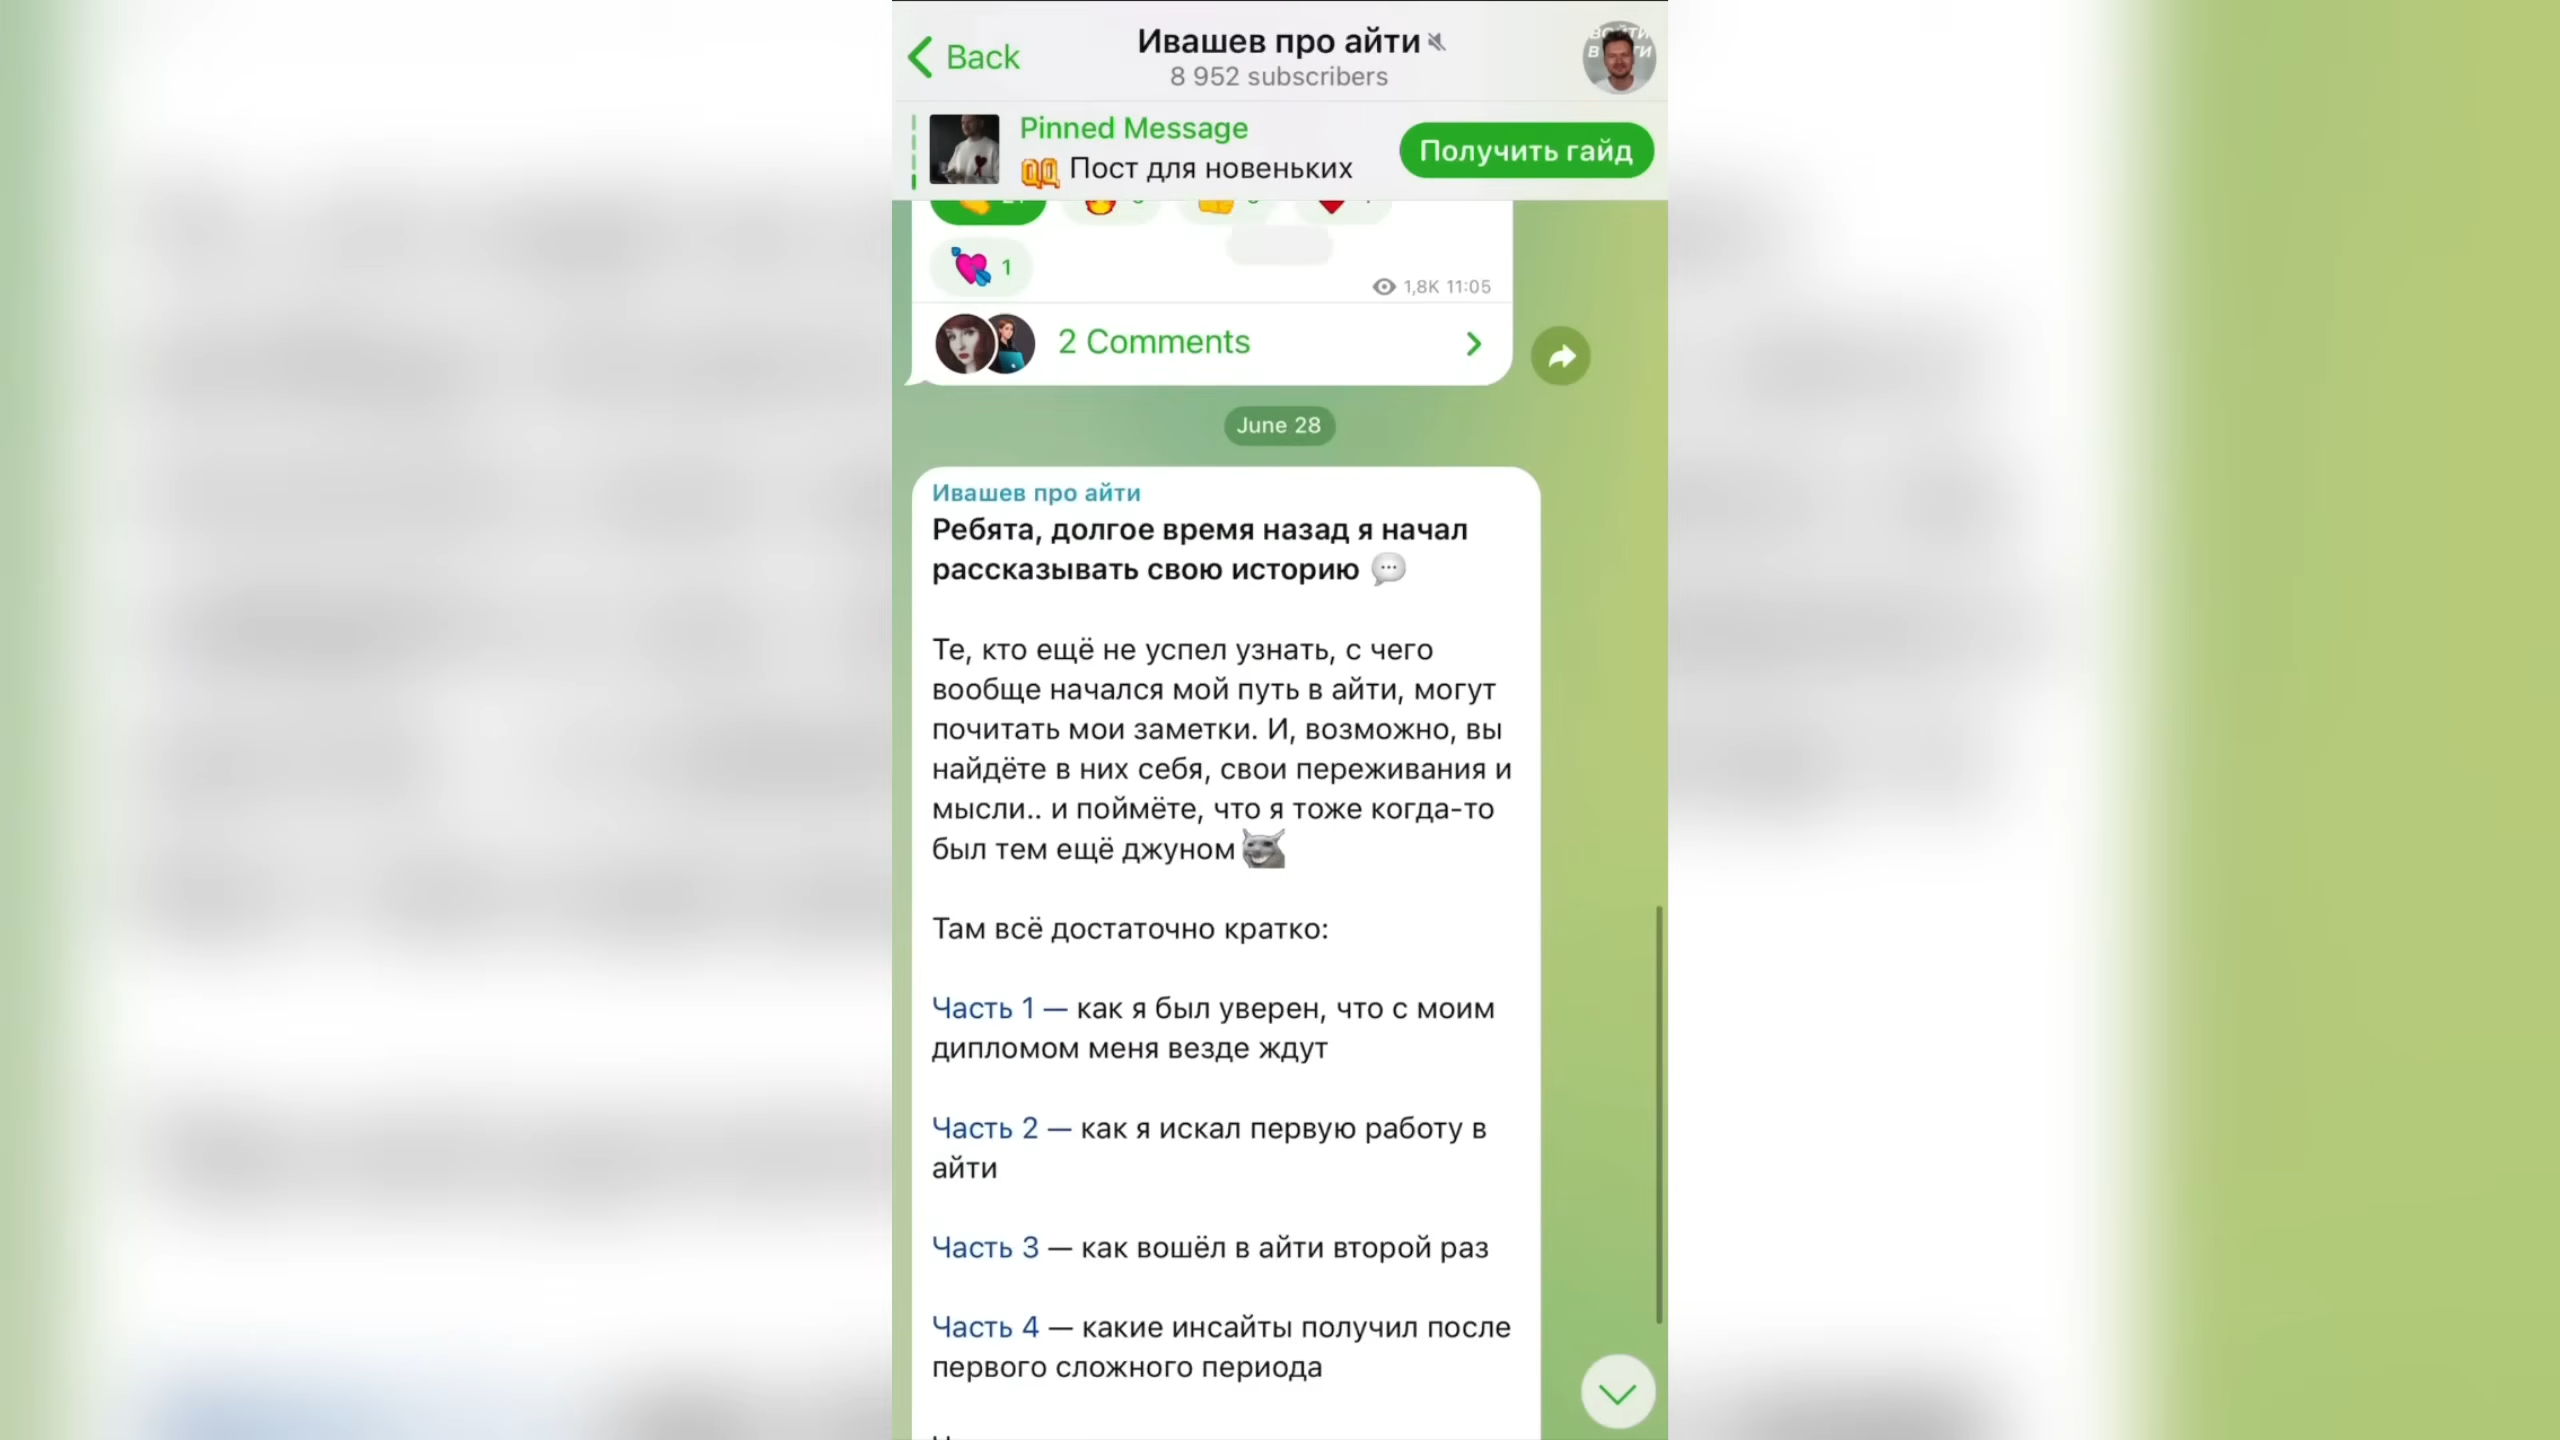 Back
Ивашев про айти
8 952 subscribers
ВОЙТИ
В АЙТИ
Pinned Message
Пост для новеньких
Получить гайд
1
1,8K 11:05
2 Comments
June 28
Ивашев про айти
Ребята, долгое время назад я начал
рассказывать свою историю 💬
Те, кто ещё не успел узнать, с чего
вообще начался мой путь в айти, могут
почитать мои заметки. И, возможно, вы
найдёте в них себя, свои переживания и
мысли.. и поймёте, что я тоже когда-то
был тем ещё джуном
Там всё достаточно кратко:
Часть 1 — как я был уверен, что с моим
дипломом меня везде ждут
Часть 2 — как я искал первую работу в
айти
Часть 3 — как вошёл в айти второй раз
Часть 4 — какие инсайты получил после
первого сложного периода